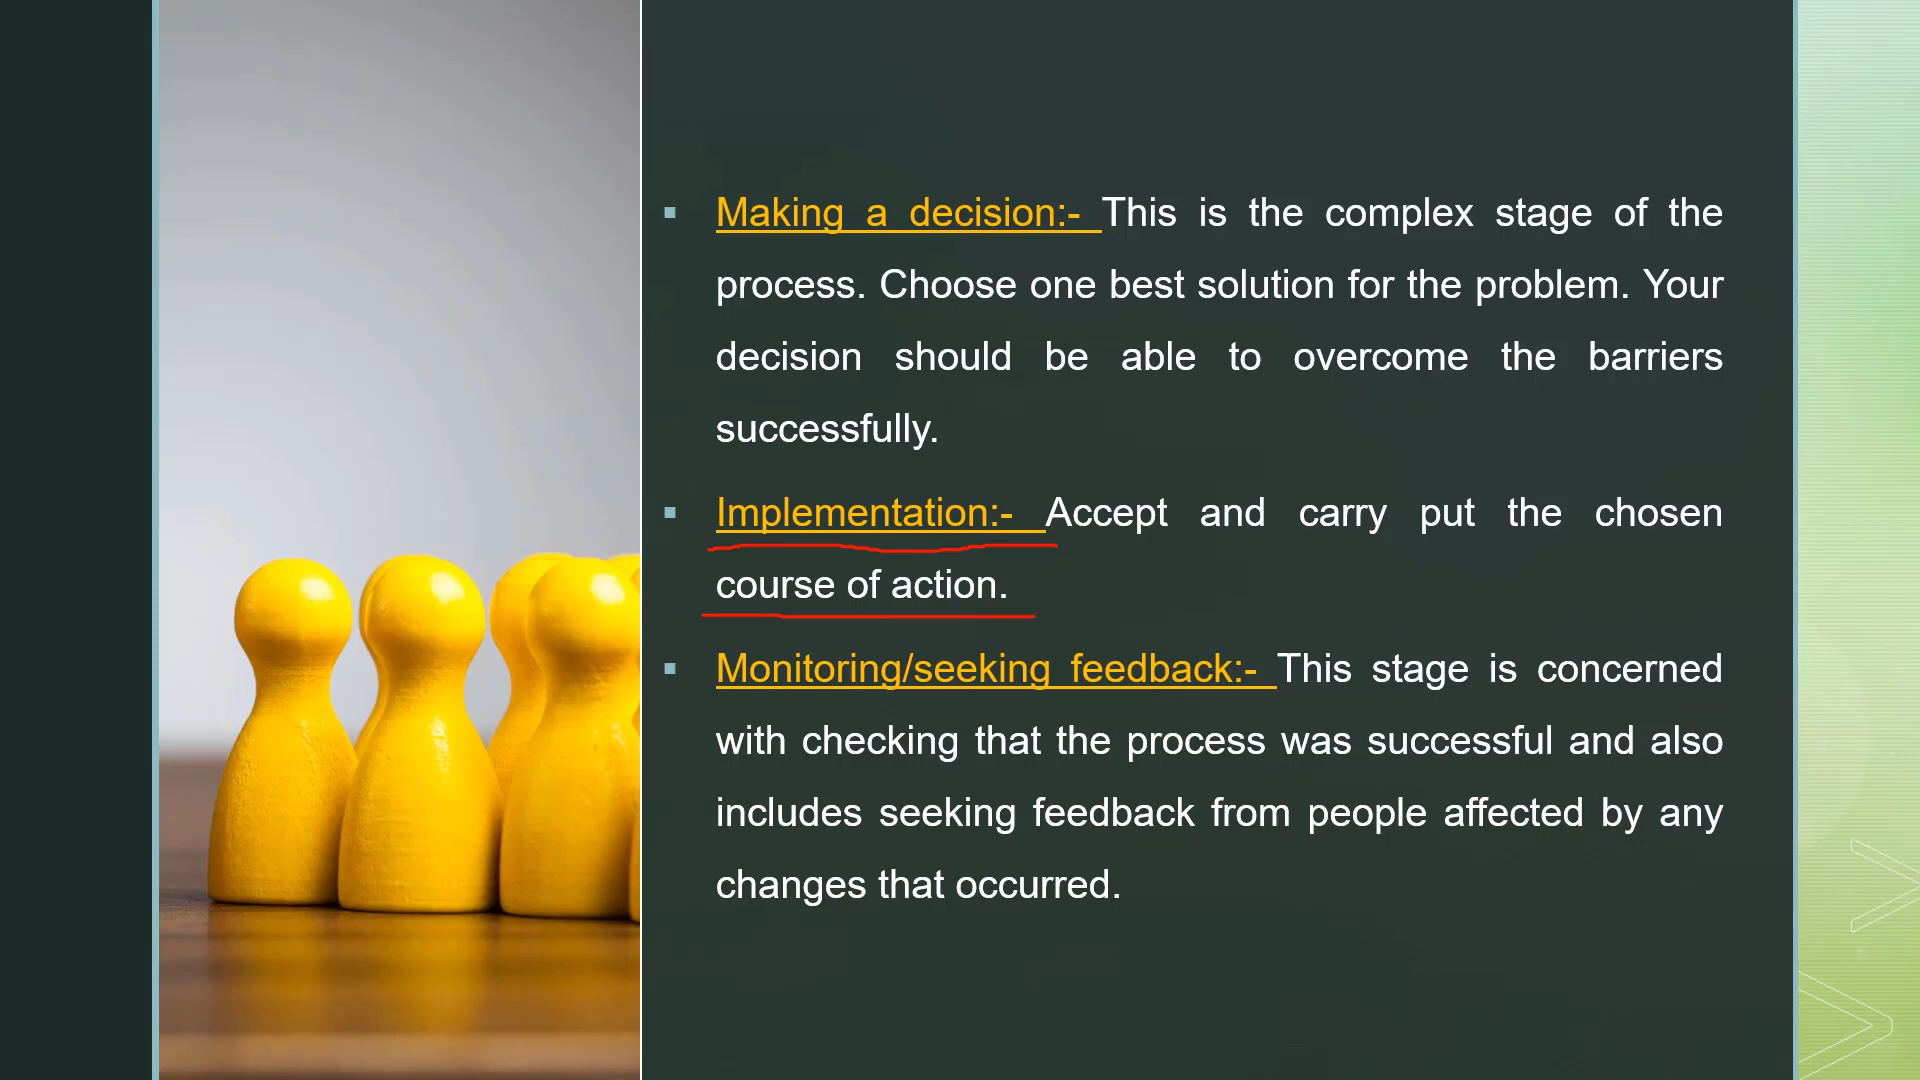 Making a decision:- This is the complex stage of the
process. Choose one best solution for the problem. Your
decision should be able to overcome the barriers
successfully.
Implementation:- Accept and carry put the chosen
course of action.
Monitoring/seeking feedback:- This stage is concerned
with checking that the process was successful and also
includes seeking feedback from people affected by any
changes that occurred.